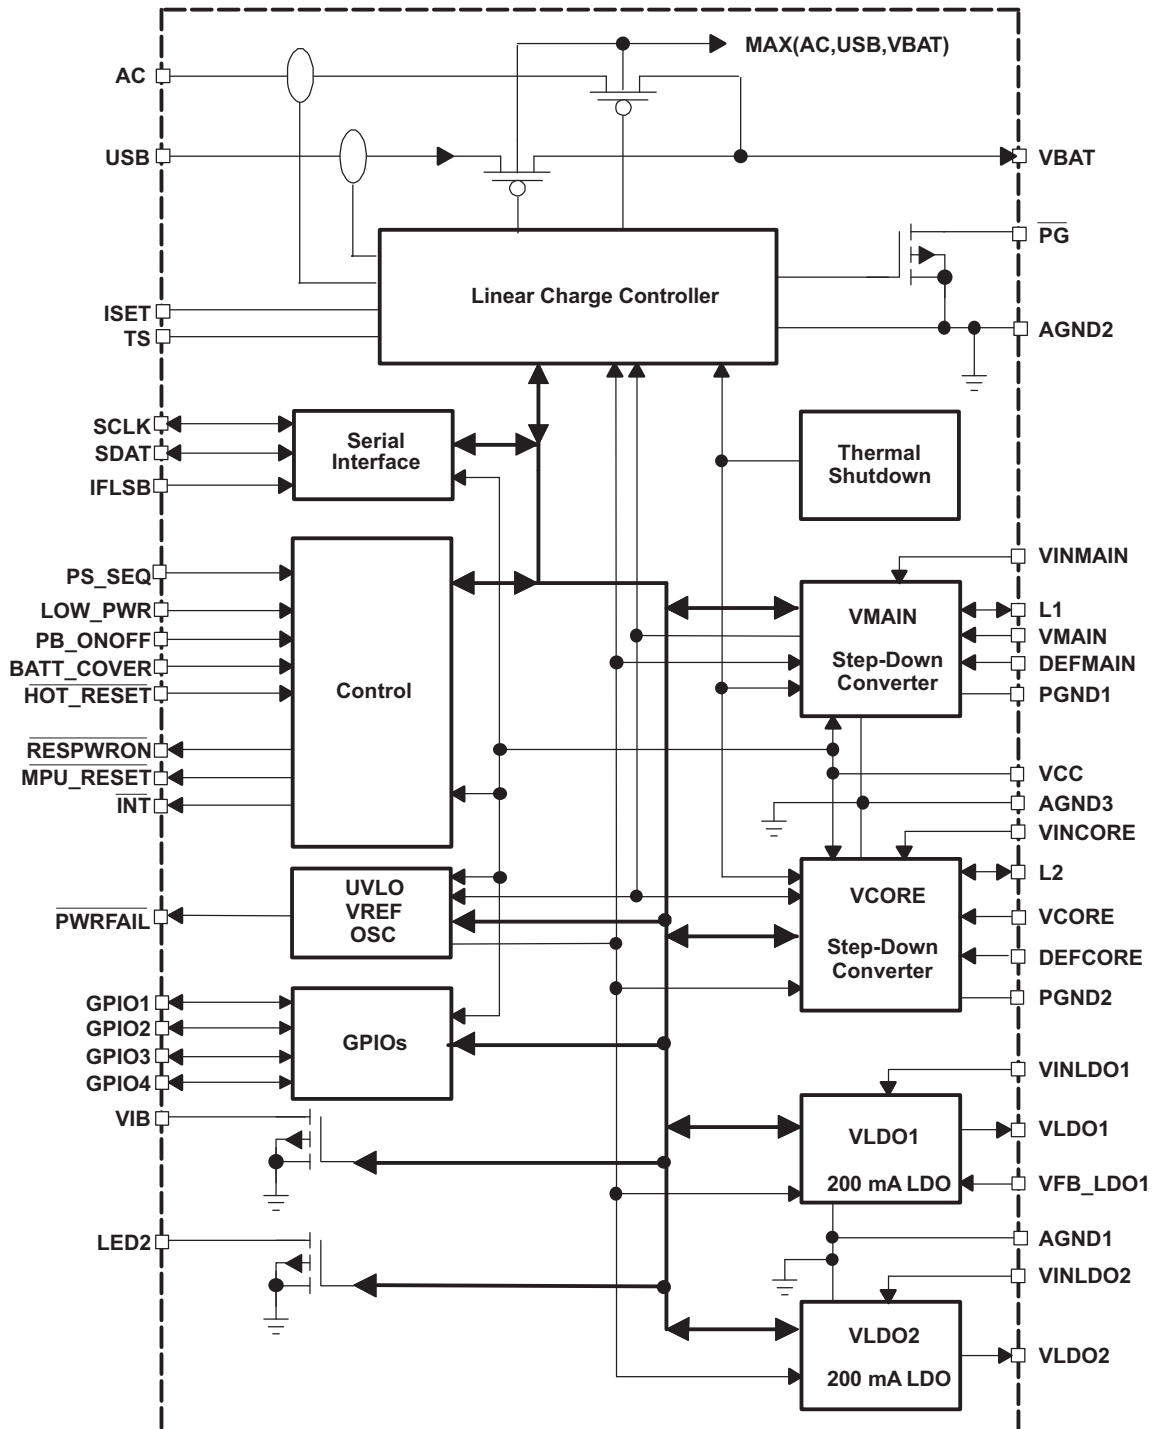 MAX(AC,USB,VBAT)
AC
USB
VBAT
PG
Linear Charge Controller
ISET
TS
AGND2
SCLK
SDAT
IFLSB
Serial
Interface
Thermal
Shutdown
PS_SEQ
LOW_PWR
PB_ONOFF
BATT_COVER
HOT_RESET
RESPWRON
MPU_RESET
INT
Control
VINMAIN
L1
VMAIN
DEFMAIN
PGND1
VMAIN
Step-Down
Converter
VCC
AGND3
VINCORE
L2
VCORE
DEFCORE
PGND2
VCORE
Step-Down
Converter
PWRFAIL
UVLO
VREF
OSC
GPIO1
GPIO2
GPIO3
GPIO4
GPIOs
VIB
LED2
VINLDO1
VLDO1
VFB_LDO1
AGND1
VINLDO2
VLDO2
VLDO1
200 mA LDO
VLDO2
200 mA LDO